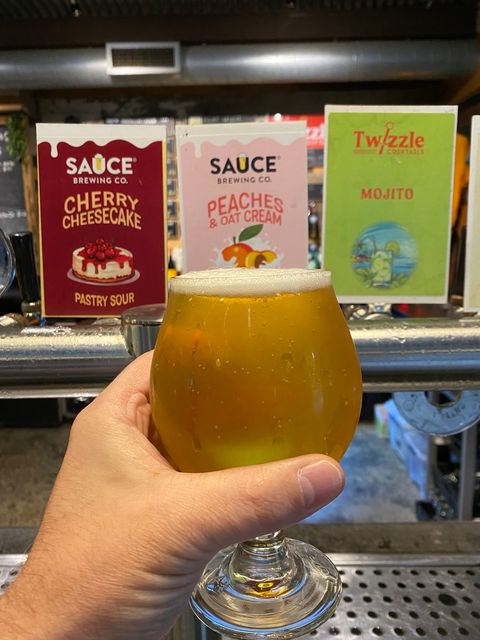 SAUCE
BREWING CO.
CHERRY
CHEESECAKE
PASTRY SOUR
SAUCE
BREWING CO.
PEACHES
& OAT CREAM
Twizzle
COCKTAILS
MOJITO